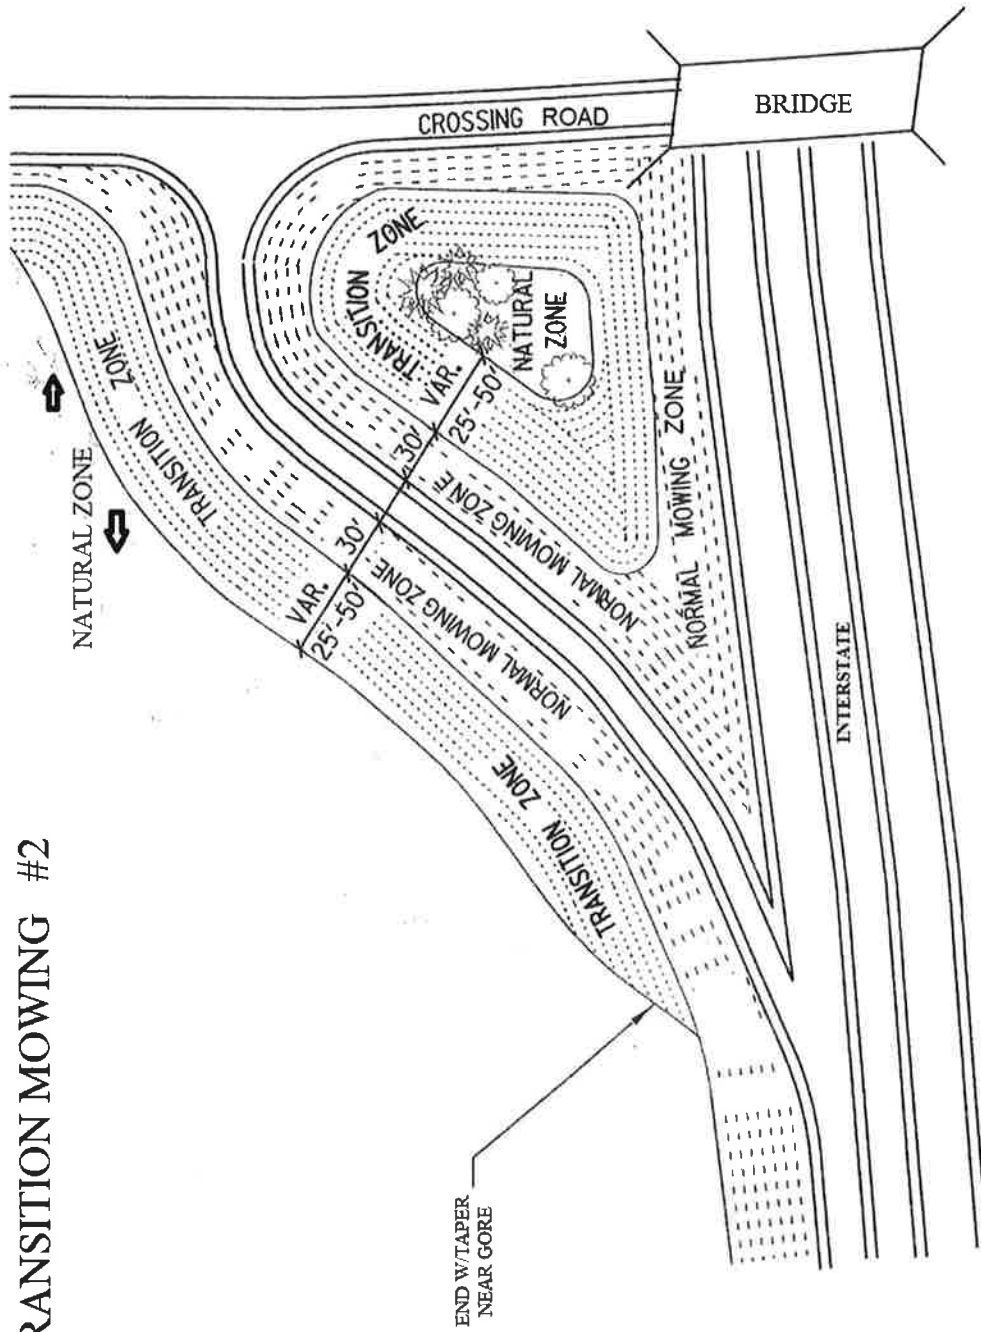 RANSITION MOWING #2
BRIDGE
CROSSING ROAD
NATURAL ZONE
TRANSITION ZONE
TRANSITION ZONE
NATURAL
ZONE
VAR.
25'-50'
30'
30'
VAR.
25'-50'
NORMAL MOWING ZONE
NORMAL MOWING ZONE
NORMAL MOWING ZONE
TRANSITION ZONE
INTERSTATE
END W/TAPER
NEAR GORE